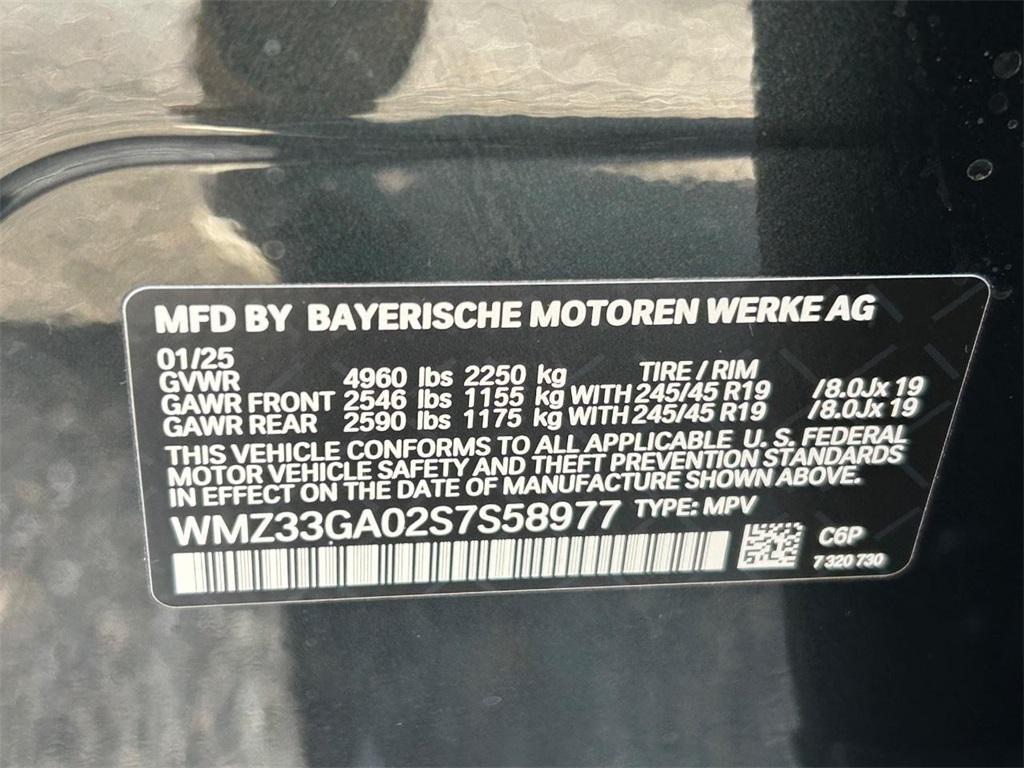 MFD BY BAYERISCHE MOTOREN WERKE AG
01/25 TIRE / RIM
GVWR 4960 lbs 2250 kg
GAWR FRONT 2546 lbs 1155 kg WITH 245/45 R19 /8.0Jx 19
GAWR REAR 2590 lbs 1175 kg WITH 245/45 R19 /8.0Jx 19
THIS VEHICLE CONFORMS TO ALL APPLICABLE U. S. FEDERAL
MOTOR VEHICLE SAFETY AND THEFT PREVENTION STANDARDS
IN EFFECT ON THE DATE OF MANUFACTURE SHOWN ABOVE.
WMZ33GA02S7S58977 TYPE: MPV
C6P
7 320 730